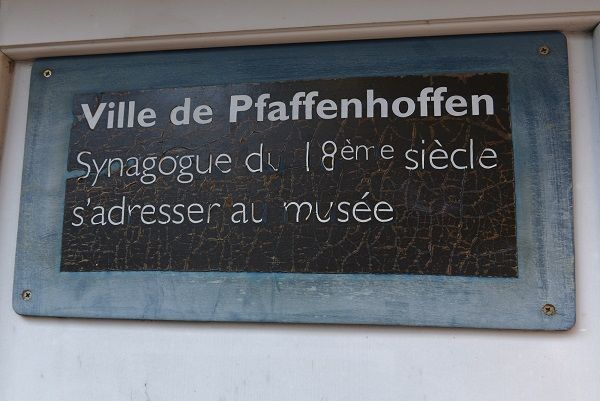 Ville de Pfaffenhoffen
Synagogue du 18ème siècle
s'adresser au musée